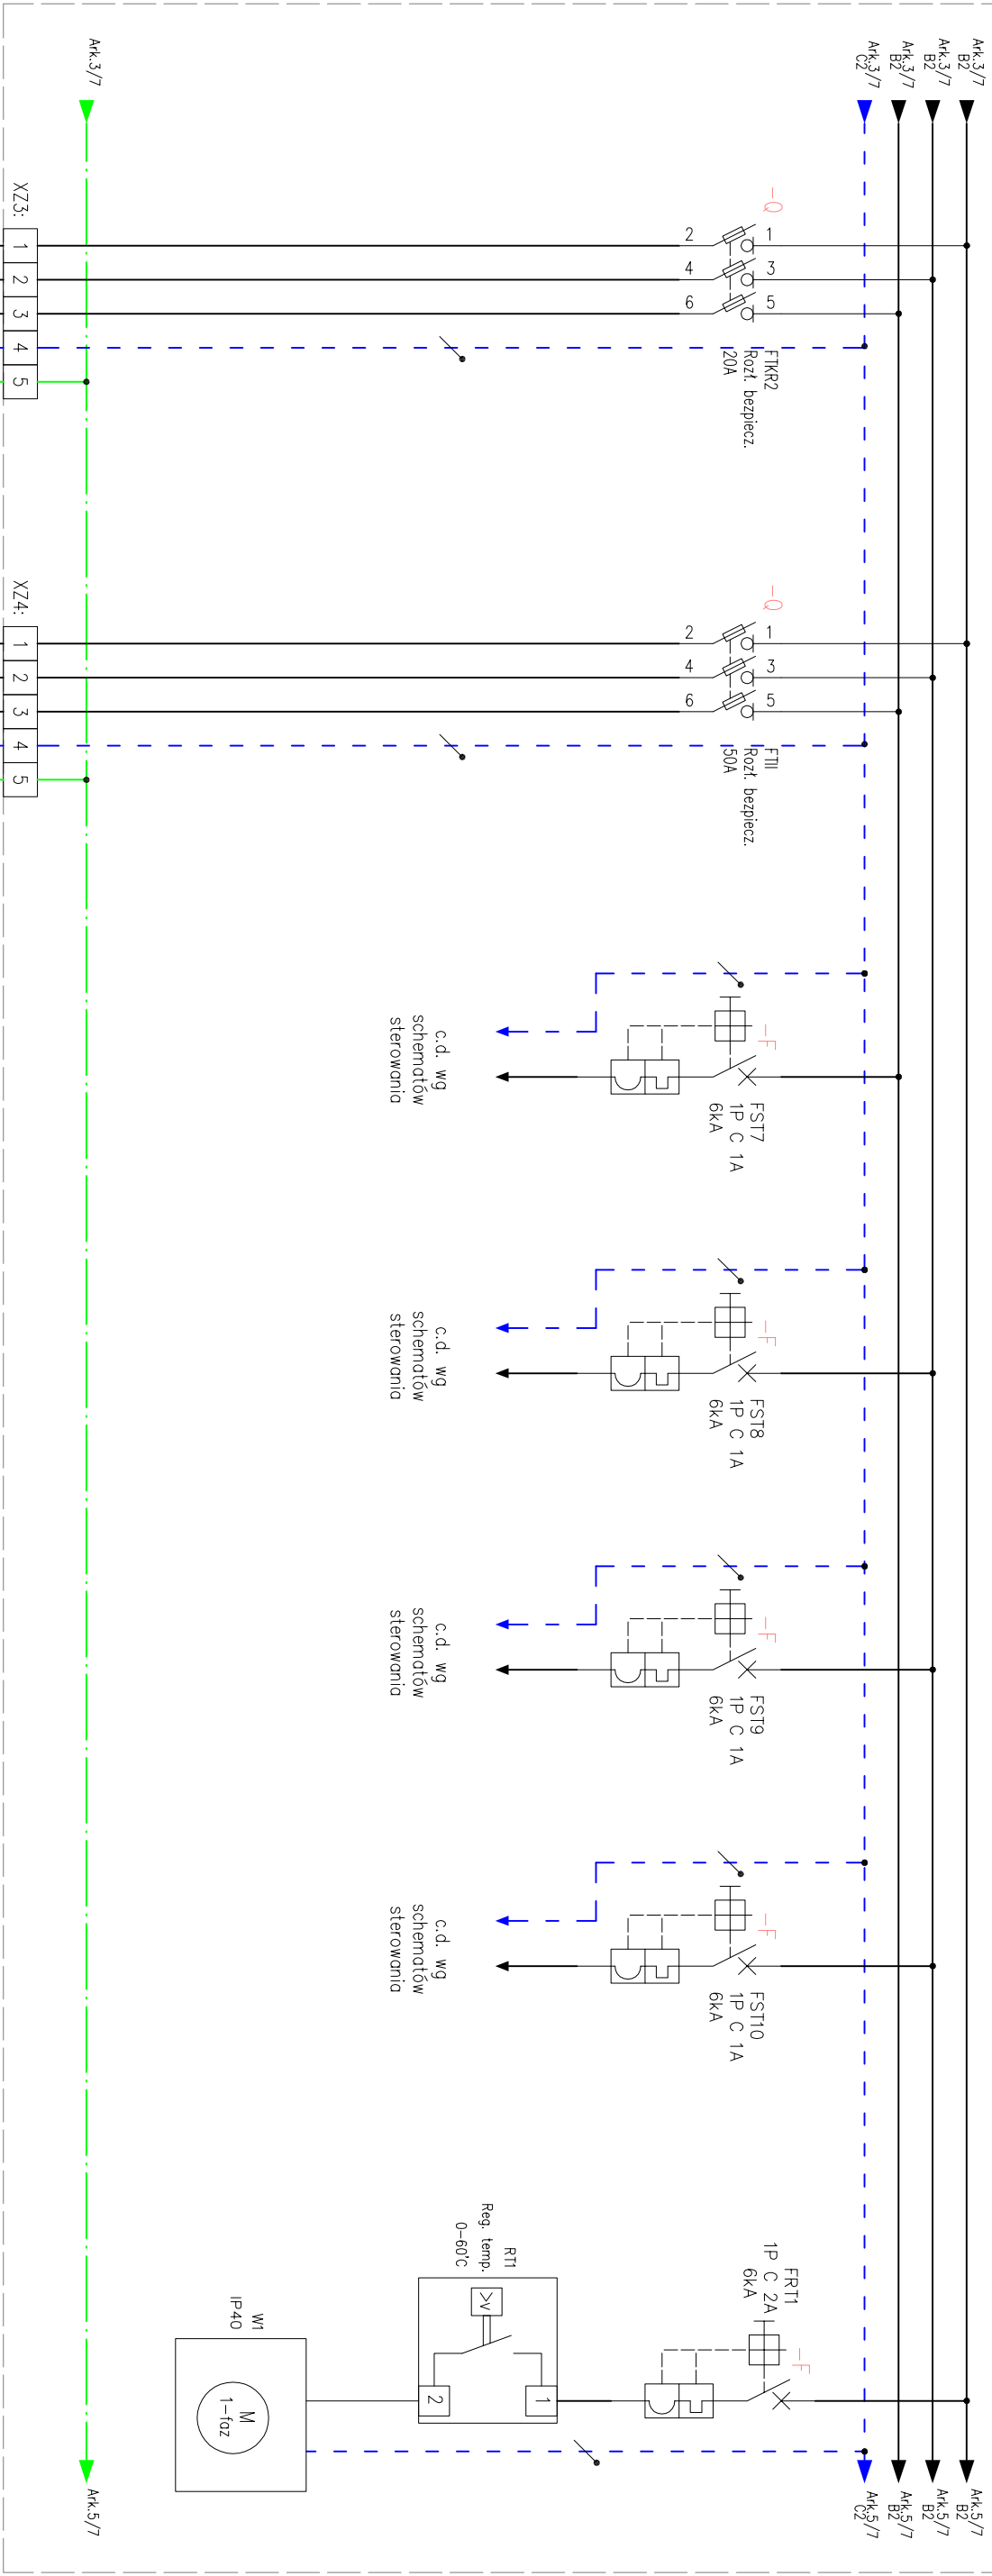 Ark.3/7
B2
Ark.3/7
B2
Ark.3/7
B2
Ark.3/7
C2
Ark.3/7
-Q
1
3
5
2
4
6
FTKR2
Rozł. bezpiecz.
20A
XZ3:
1
2
3
4
5
-Q
1
3
5
2
4
6
FTII
Rozł. bezpiecz.
50A
XZ4:
1
2
3
4
5
-F
FST7
1P C 1A
6kA
c.d. wg
schematów
sterowania
-F
FST8
1P C 1A
6kA
c.d. wg
schematów
sterowania
-F
FST9
1P C 1A
6kA
c.d. wg
schematów
sterowania
-F
FST10
1P C 1A
6kA
c.d. wg
schematów
sterowania
FRT1
1P C 2A
6kA
-F
RT1
Reg. temp.
0-60°C
>v
1
2
W1
IP40
M
1-faz
Ark.5/7
B2
Ark.5/7
B2
Ark.5/7
B2
Ark.5/7
C2
Ark.5/7